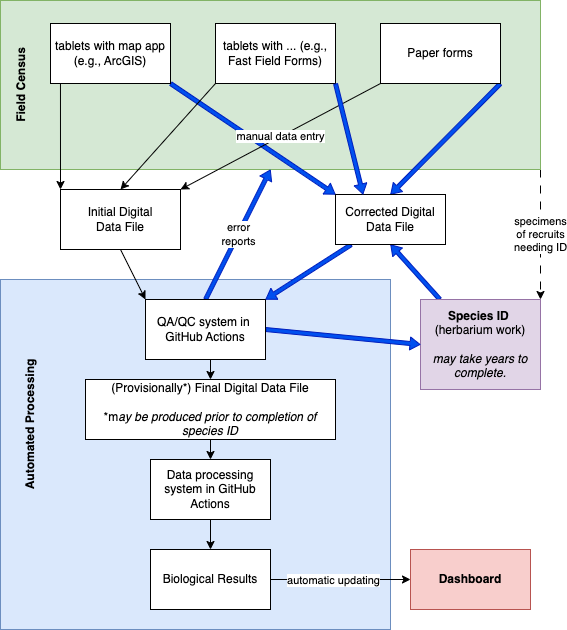 Field Census
tablets with map app
(e.g., ArcGIS)
tablets with ... (e.g.,
Fast Field Forms)
Paper forms
manual data entry
Initial Digital
Data File
Corrected Digital
Data File
error
reports
specimens
of recruits
needing ID
Automated Processing
QA/QC system in
GitHub Actions
Species ID
(herbarium work)
may take years to
complete.
(Provisionally*) Final Digital Data File
*may be produced prior to completion of
species ID
Data processing
system in GitHub
Actions
Biological Results
automatic updating
Dashboard